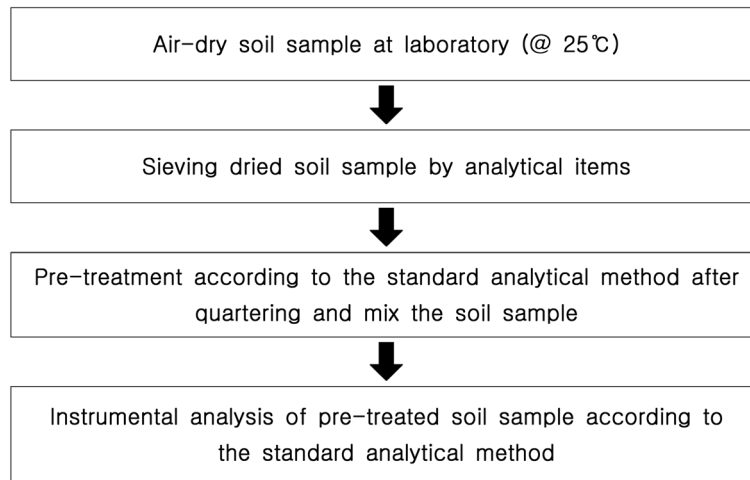 Air-dry soil sample at laboratory (@ 25℃)
Sieving dried soil sample by analytical items
Pre-treatment according to the standard analytical method after
quartering and mix the soil sample
Instrumental analysis of pre-treated soil sample according to
the standard analytical method